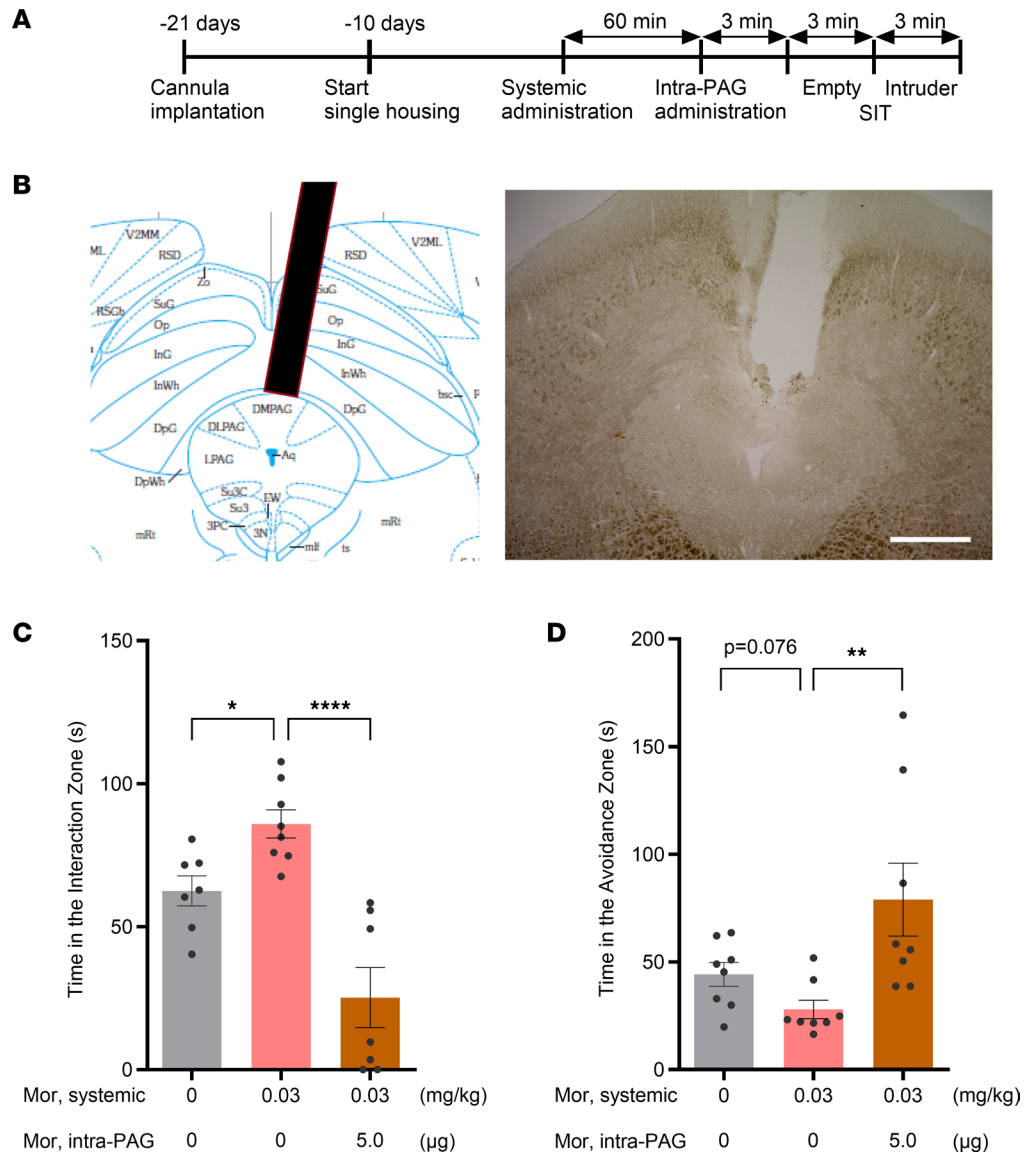 A
-21 days -10 days 60 min 3 min 3 min 3 min
Cannula implantation
Start single housing
Systemic administration
Intra-PAG administration
Empty Intruder
SIT
B
V2MM V2ML
ML RSD
Zo SuG
RSGb SuG
Op Op
InG InG
InWh InWh
bsc
DMPAG
DpG DLPAG DpG
LPAG Aq
DpWh
Su3C EW
Su3
3PC 3N
mRt mlf ts mRt
C
Time in the Interaction Zone (s)
150
100
50
0
* ****
Mor, systemic 0 0.03 0.03 (mg/kg)
Mor, intra-PAG 0 0 5.0 (µg)
D
Time in the Avoidance Zone (s)
200
150
100
50
0
p=0.076 **
Mor, systemic 0 0.03 0.03 (mg/kg)
Mor, intra-PAG 0 0 5.0 (µg)